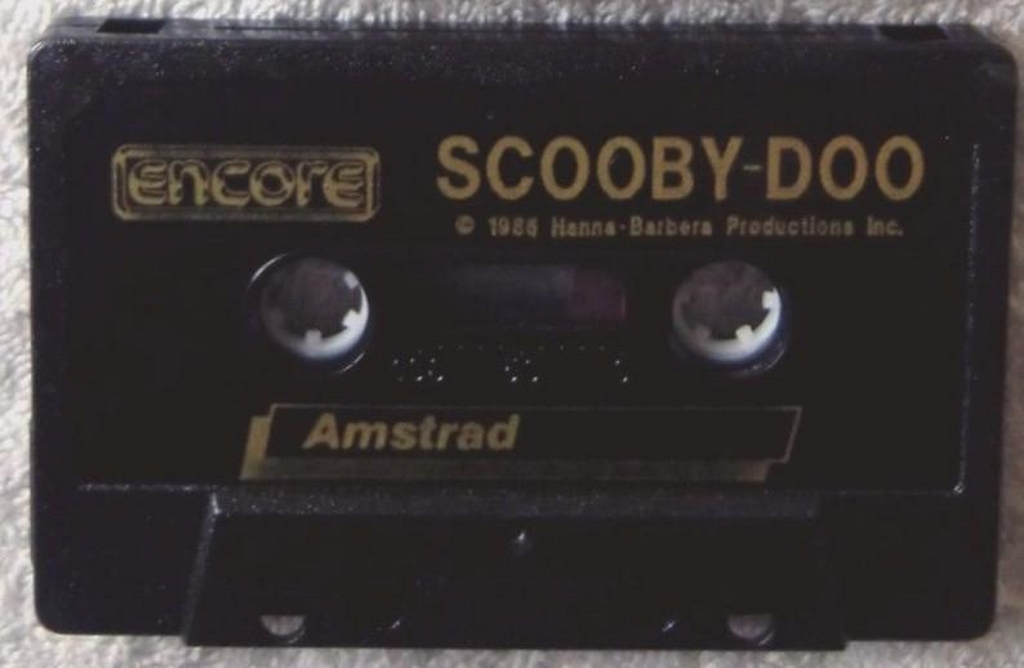 encore
SCOOBY-DOO
© 1986 Hanna-Barbera Productions Inc.
Amstrad